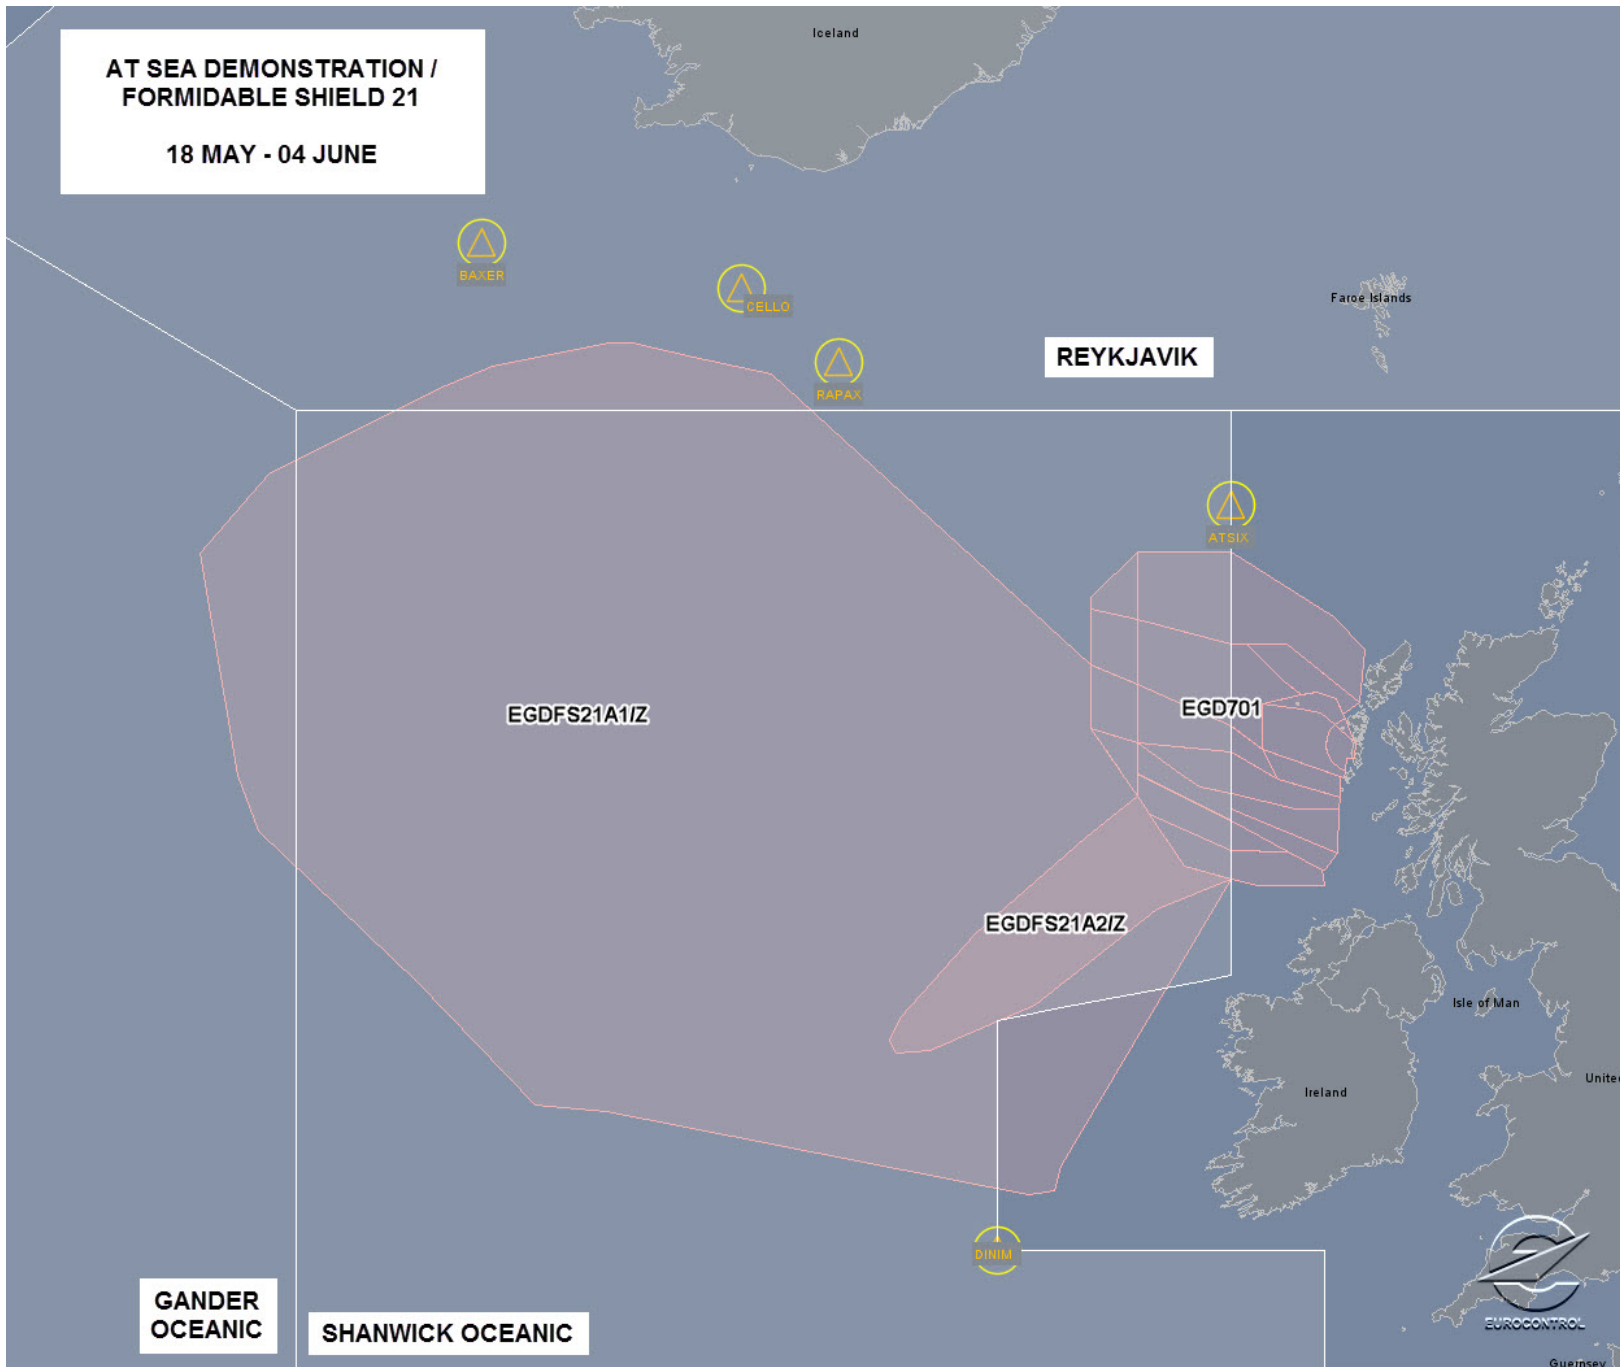 AT SEA DEMONSTRATION /
FORMIDABLE SHIELD 21
18 MAY - 04 JUNE
Iceland
BAXER
CELLO
Faroe Islands
REYKJAVIK
RAPAX
ATSIX
EGDFS21A1/Z
EGD701
EGDFS21A2/Z
Isle of Man
Unite
Ireland
DINIM
GANDER
OCEANIC
SHANWICK OCEANIC
EUROCONTROL
Guernsey